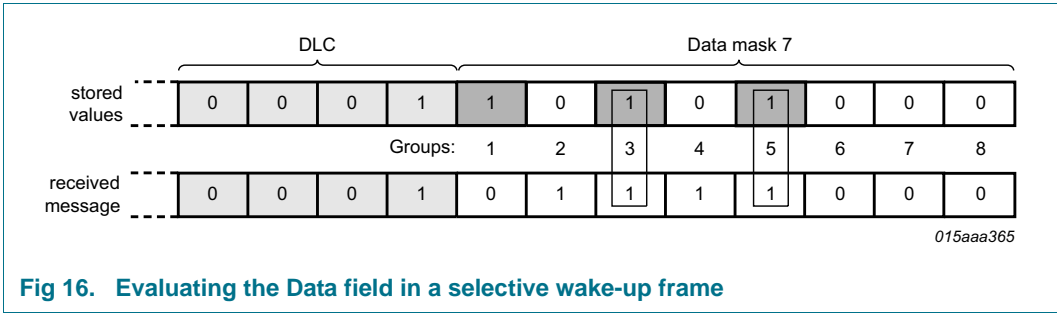 DLC Data mask 7
stored
values
0 0 0 1 1 0 1 0 1 0 0 0
Groups: 1 2 3 4 5 6 7 8
received
message
0 0 0 1 0 1 1 1 1 0 0 0
015aaa365
Fig 16. Evaluating the Data field in a selective wake-up frame